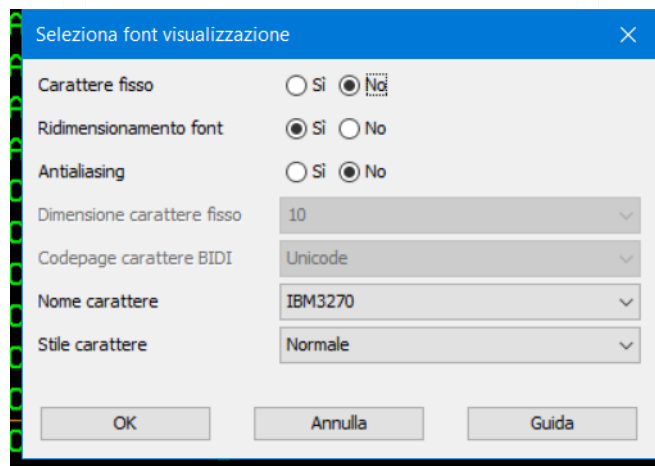 Seleziona font visualizzazione
Carattere fisso Sì No
Ridimensionamento font Sì No
Antialiasing Sì No
Dimensione carattere fisso 10
Codepage carattere BIDI Unicode
Nome carattere IBM3270
Stile carattere Normale
OK Annulla Guida